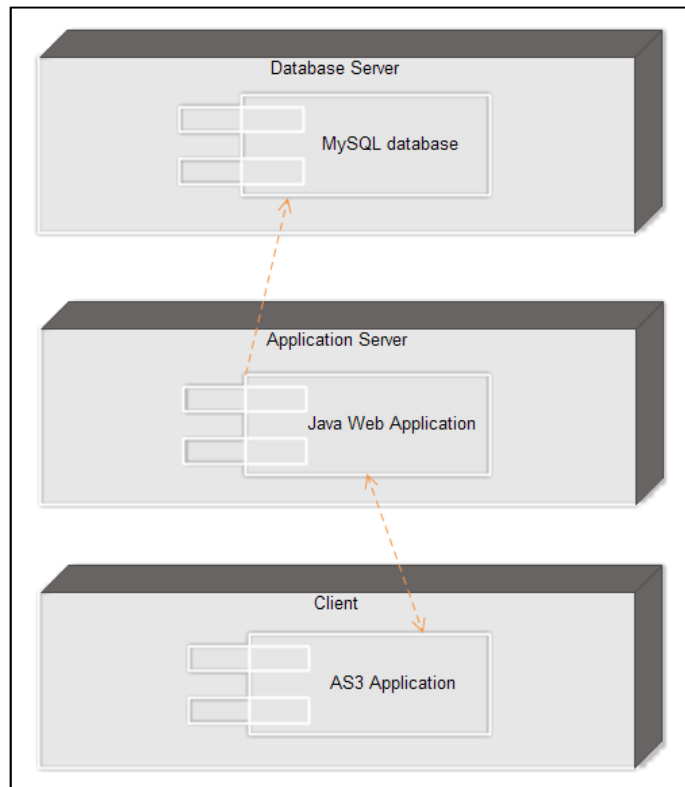 Database Server
MySQL database
Application Server
Java Web Application
Client
AS3 Application